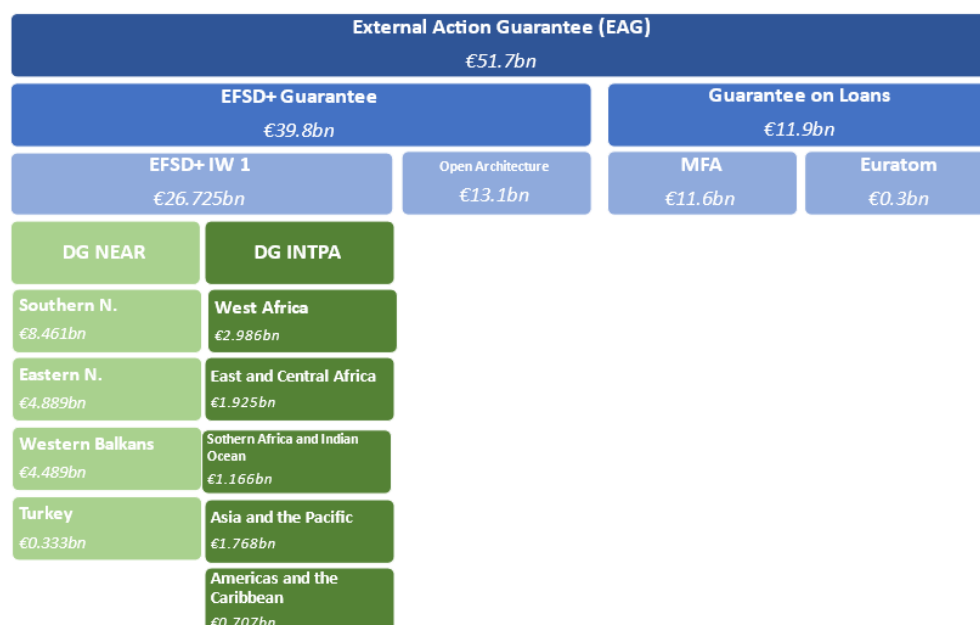 External Action Guarantee (EAG)
€51.7bn
EFSD+ Guarantee
€39.8bn
Guarantee on Loans
€11.9bn
EFSD+ IW 1
€26.725bn
Open Architecture
€13.1bn
MFA
€11.6bn
Euratom
€0.3bn
DG NEAR
DG INTPA
Southern N.
€8.461bn
West Africa
€2.986bn
Eastern N.
€4.889bn
East and Central Africa
€1.925bn
Western Balkans
€4.489bn
Sothern Africa and Indian
Ocean
€1.166bn
Turkey
€0.333bn
Asia and the Pacific
€1.768bn
Americas and the
Caribbean
€0.707bn